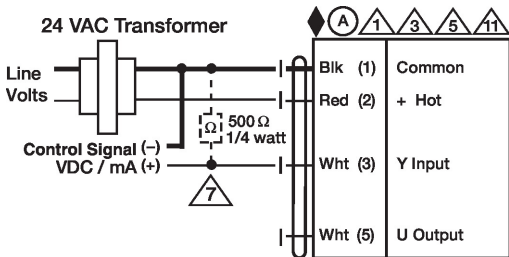 24 VAC Transformer
A 1 3 5 11
Line
Volts
Blk (1) Common
Red (2) + Hot
Ω 500 Ω
1/4 watt
Control Signal (–)
VDC / mA (+)
Wht (3) Y Input
7
Wht (5) U Output